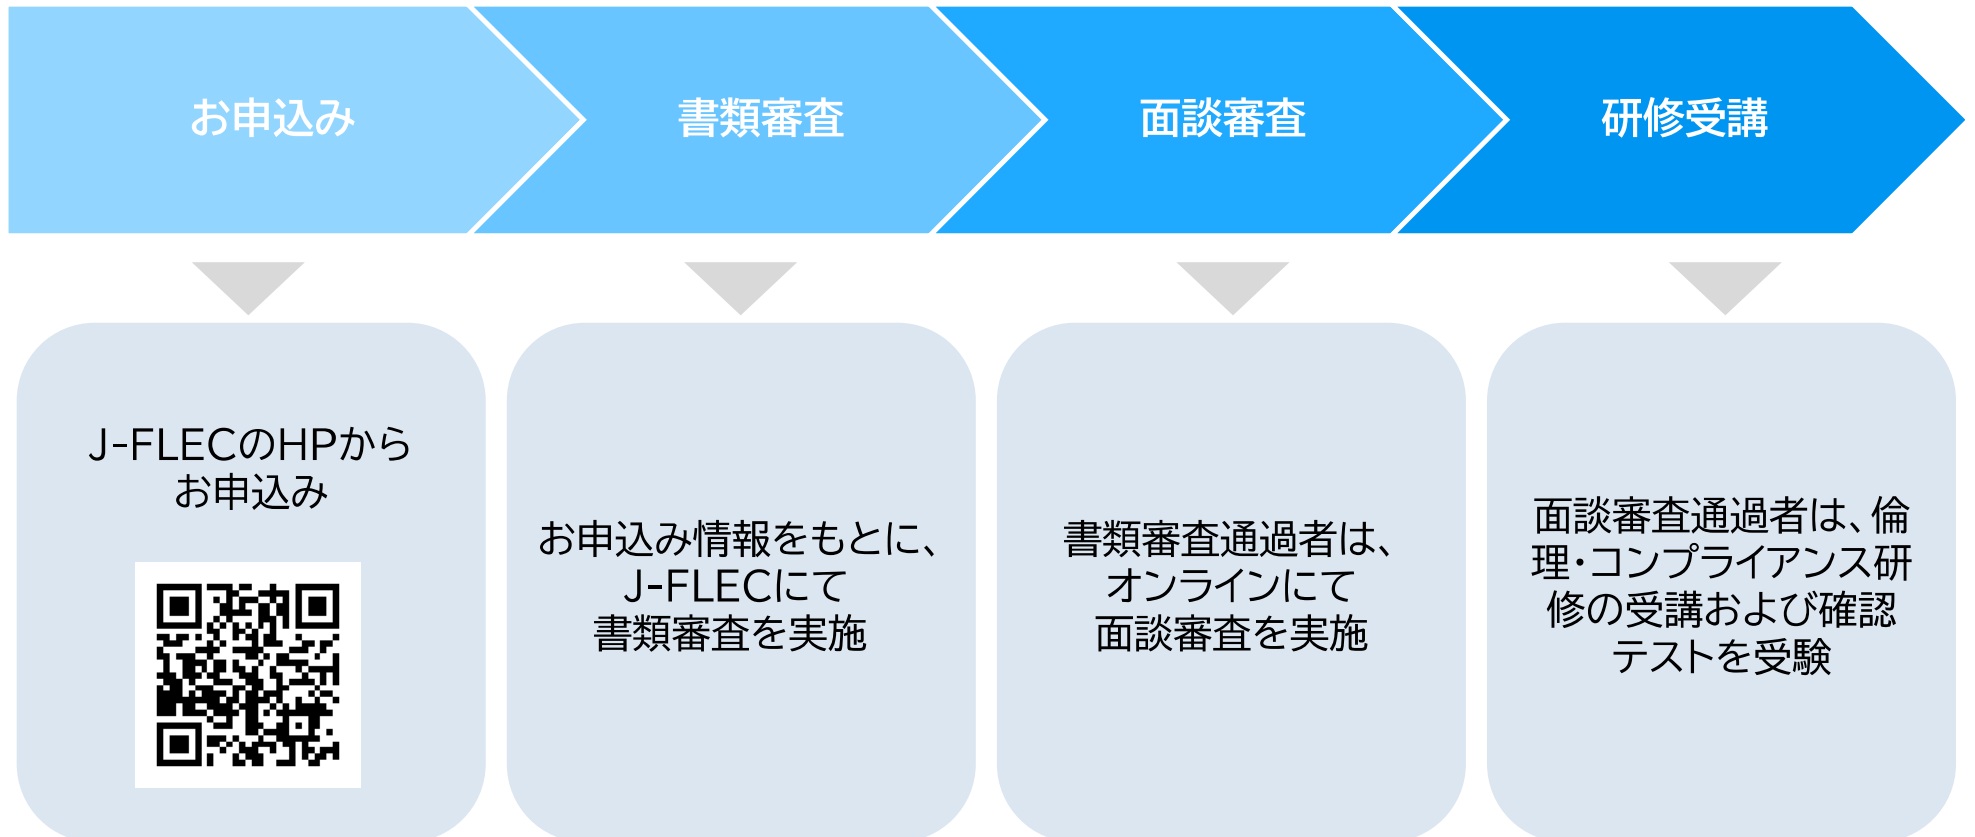 お申込み
書類審査
面談審査
研修受講
J-FLECのHPから
お申込み
お申込み情報をもとに、
J-FLECにて
書類審査を実施
書類審査通過者は、
オンラインにて
面談審査を実施
面談審査通過者は、倫
理・コンプライアンス研
修の受講および確認
テストを受験